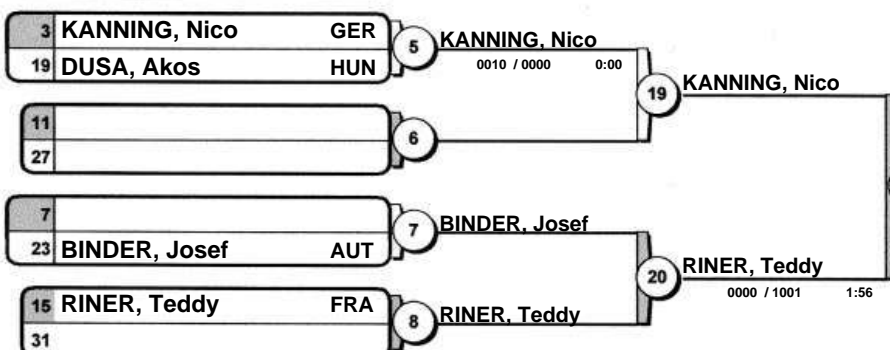 3 KANNING, Nico GER
19 DUSA, Akos HUN
5
KANNING, Nico
0010 / 0000 0:00
19
KANNING, Nico
11
27
6
7
23 BINDER, Josef AUT
7
BINDER, Josef
20
RINER, Teddy
0000 / 1001 1:56
15 RINER, Teddy FRA
31
8
RINER, Teddy